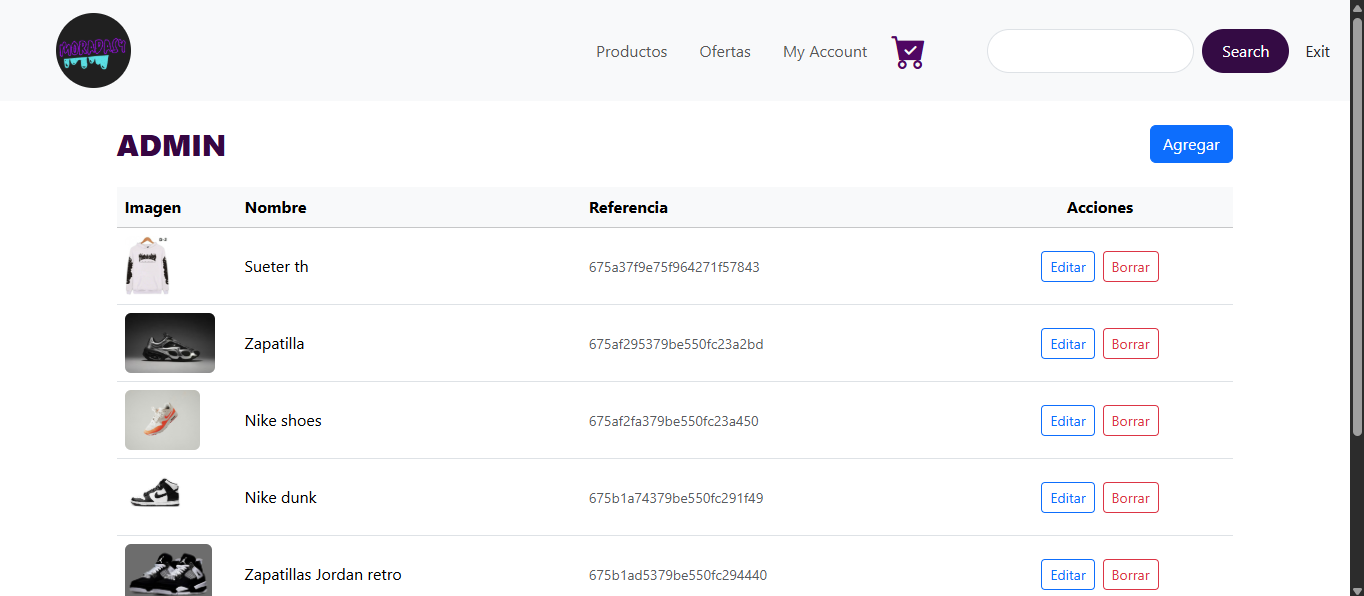 MORADASY
Productos Ofertas My Account Search Exit
ADMIN Agregar
Imagen Nombre Referencia Acciones
Sueter th 675a37f9e75f964271f57843 Editar Borrar
Zapatilla 675af295379be550fc23a2bd Editar Borrar
Nike shoes 675af2fa379be550fc23a450 Editar Borrar
Nike dunk 675b1a74379be550fc291f49 Editar Borrar
Zapatillas Jordan retro 675b1ad5379be550fc294440 Editar Borrar